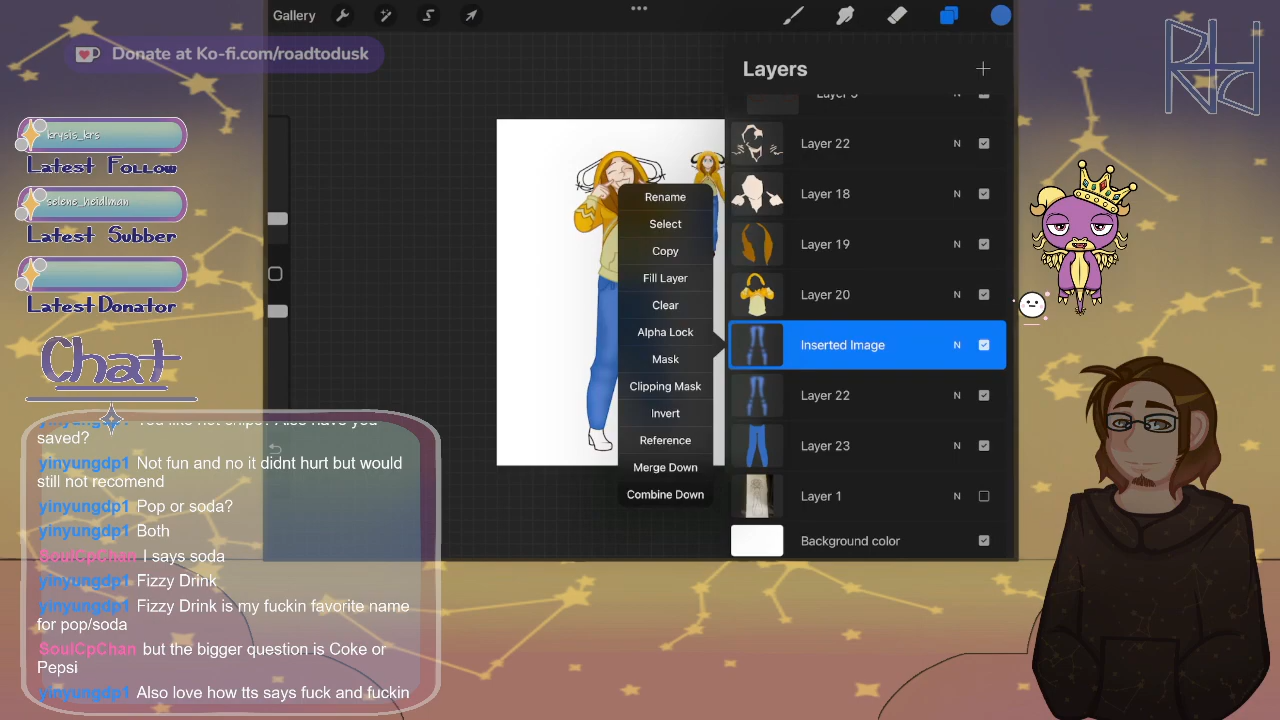 Gallery
Donate at Ko-fi.com/roadtodusk
krysis_krs
Latest Follow
selene_heidlman
Latest Subber
Latest Donator
Chat
saved?
yinyungdp1 Not fun and no it didnt hurt but would
still not recomend
yinyungdp1 Pop or soda?
yinyungdp1 Both
SoulCpChan I says soda
yinyungdp1 Fizzy Drink
yinyungdp1 Fizzy Drink is my fuckin favorite name
for pop/soda
SoulCpChan but the bigger question is Coke or
Pepsi
yinyungdp1 Also love how tts says fuck and fuckin
Rename
Select
Copy
Fill Layer
Clear
Alpha Lock
Mask
Clipping Mask
Invert
Reference
Merge Down
Combine Down
Layers
Layer 22 N
Layer 18 N
Layer 19 N
Layer 20 N
Inserted Image N
Layer 22 N
Layer 23 N
Layer 1 N
Background color